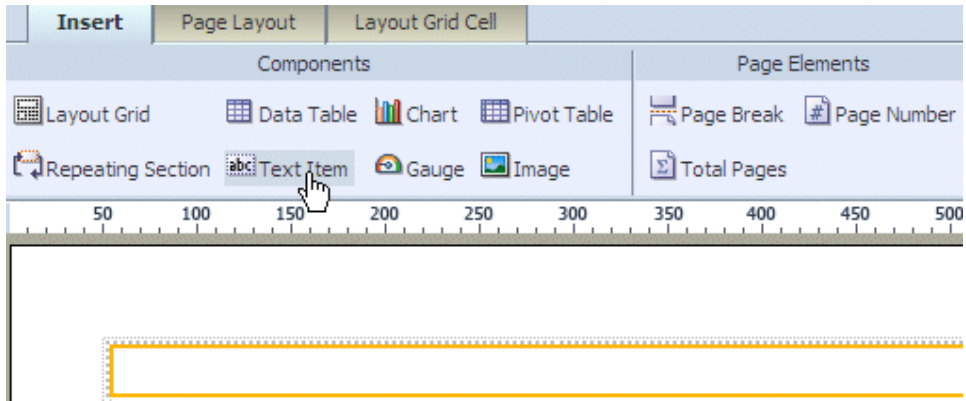 Insert Page Layout Layout Grid Cell
Components Page Elements
Layout Grid Data Table Chart Pivot Table Page Break # Page Number
Repeating Section abc Text Item Gauge Image Σ Total Pages
50 100 150 200 250 300 350 400 450 500